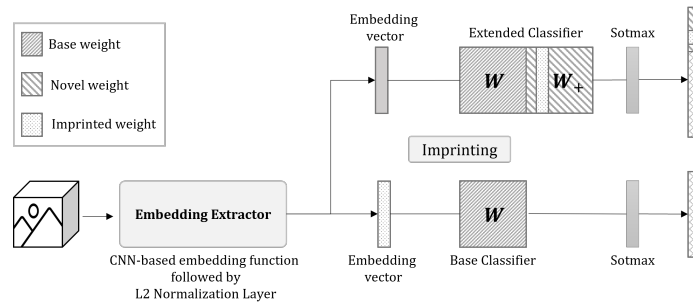 Base weight
Novel weight
Imprinted weight
Embedding
vector
Extended Classifier
Sotmax
W
W+
Imprinting
Embedding Extractor
W
CNN-based embedding function
followed by
L2 Normalization Layer
Embedding
vector
Base Classifier
Sotmax